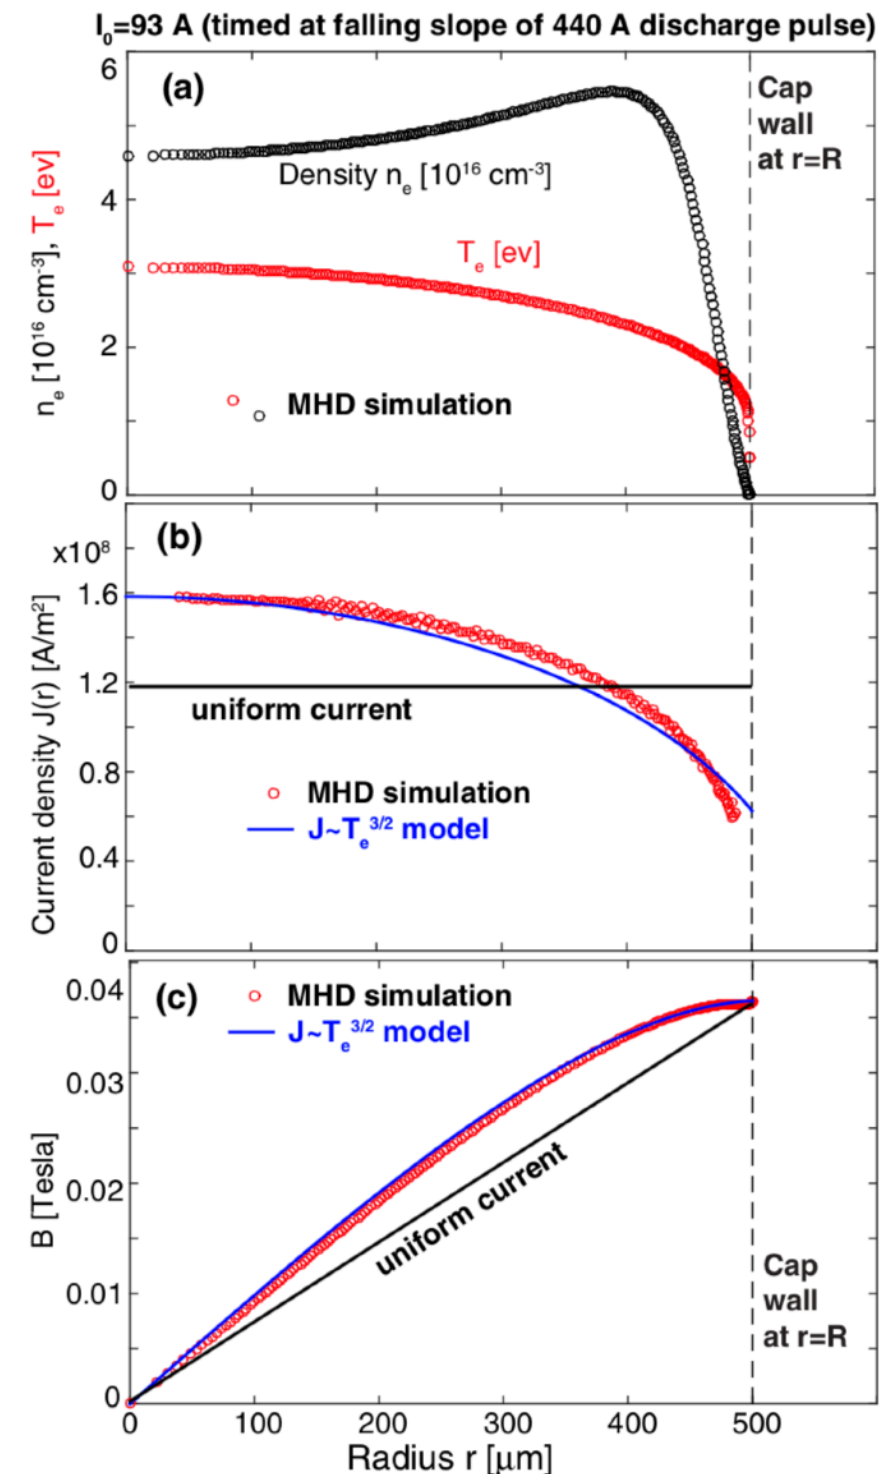 I₀=93 A (timed at falling slope of 440 A discharge pulse)
(a)
Cap
wall
at r=R
6
4
2
0
nₑ [10¹⁶ cm⁻³], Tₑ [ev]
Density nₑ [10¹⁶ cm⁻³]
Tₑ [ev]
MHD simulation
(b)
x10⁸
1.6
1.2
0.8
0.4
0
Current density J(r) [A/m²]
uniform current
MHD simulation
J~Tₑ³ᐟ² model
(c)
MHD simulation
J~Tₑ³ᐟ² model
0.04
0.03
0.02
0.01
0
B [Tesla]
uniform current
Cap
wall
at r=R
0 100 200 300 400 500
Radius r [μm]